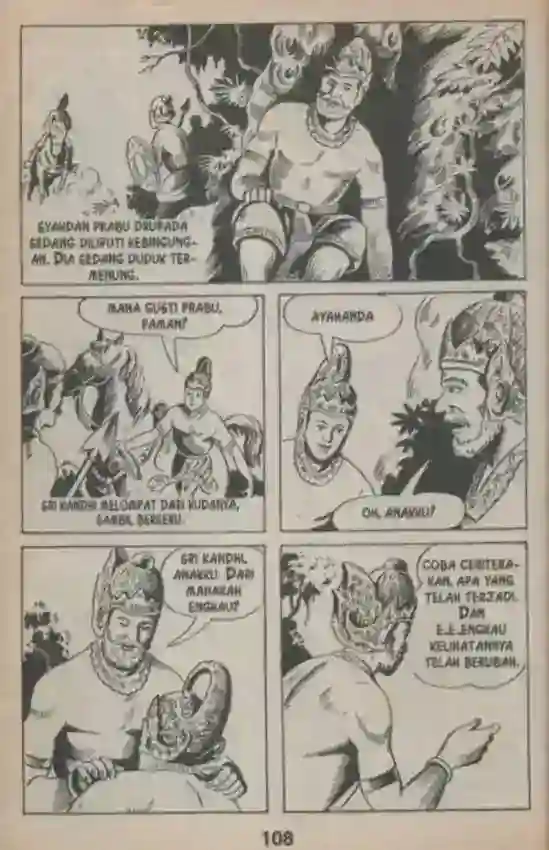 SYAHDAN PRABU DRUPADA
SEDANG DILIPUTI KEBINGUNG-
AN. DIA SEDANG DUDUK TER-
MENUNG.
MANA GUSTI PRABU,
PAMAN?
SRI KANDHI MELOMPAT DARI KUDANYA,
SAMBIL BERSERU.
AYAHANDA
OH, ANAKKU?
SRI KANDHI,
ANAKKU. DARI
MANAKAH
ENGKAU?
COBA CERITERA-
KAN, APA YANG
TELAH TERJADI.
DAN
E..E..ENGKAU
KELIHATANNYA
TELAH BERUBAH.
108